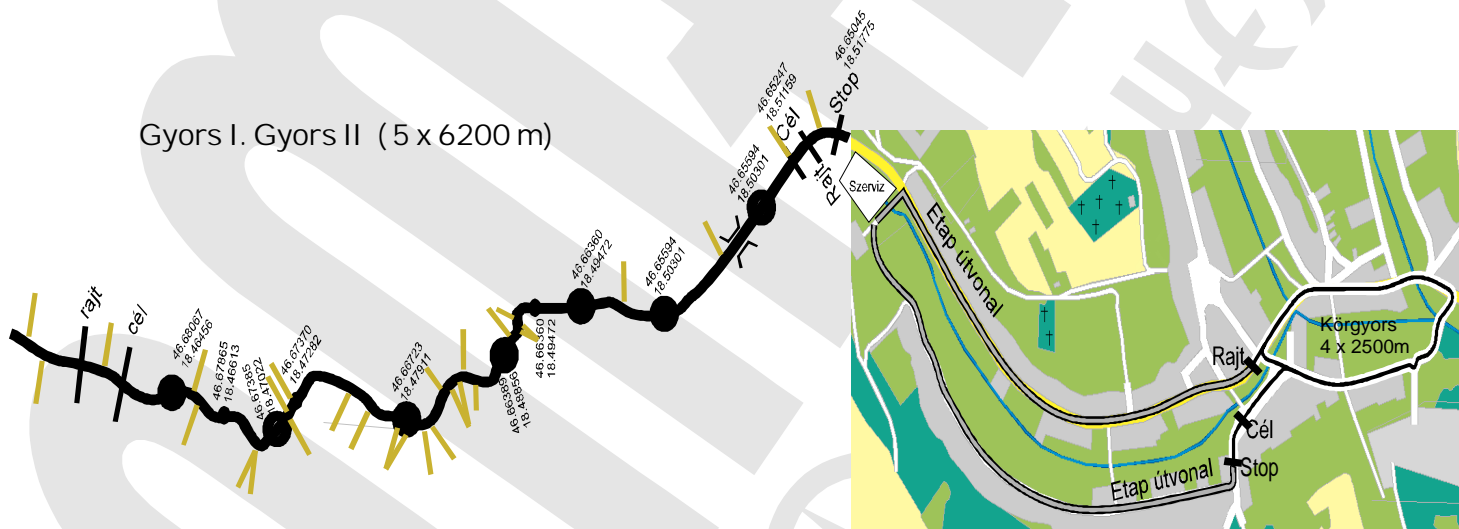 Gyors I. Gyors II (5 x 6200 m)
rajt
cél
46.68067
18.46456
46.67865
18.46613
46.67385
18.47022
46.67370
18.47282
46.66723
18.47911
46.66389
18.48856
46.66360
18.49472
46.66360
18.49472
46.65594
18.50301
46.65594
18.50301
46.65247
18.51159
Cél
Rajt
46.65045
18.51775
Stop
Szerviz
Etap útvonal
Körgyors
4 x 2500m
Rajt
Cél
Stop
Etap útvonal